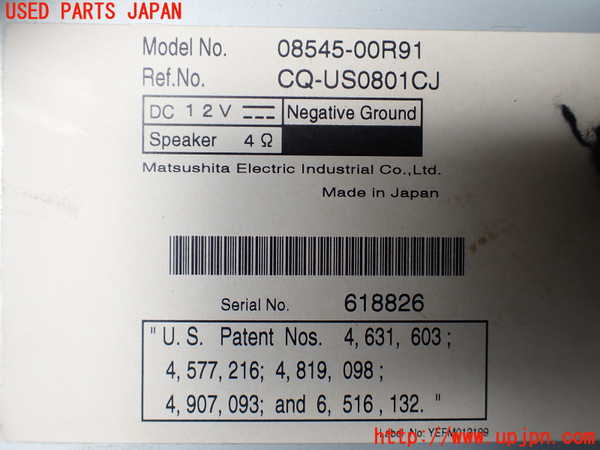 USED PARTS JAPAN
Model No. 08545-00R91
Ref.No. CQ-US0801CJ
DC 12V Negative Ground
Speaker 4Ω
Matsushita Electric Industrial Co.,Ltd.
Made in Japan
Serial No. 618826
"U.S. Patent Nos. 4,631,603;
4,577,216; 4,819,098;
4,907,093; and 6,516,132."
Label No:
http://www.upjpn.com/